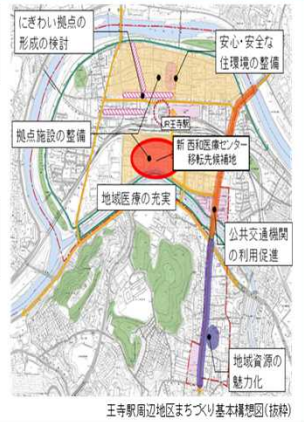 にぎわい拠点の
形成の検討
安心・安全な
住環境の整備
JR王寺駅
拠点施設の整備
新 西和医療センター
移転先候補地
地域医療の充実
公共交通機関
の利用促進
地域資源の
魅力化
王寺駅周辺地区まちづくり基本構想図(抜粋)